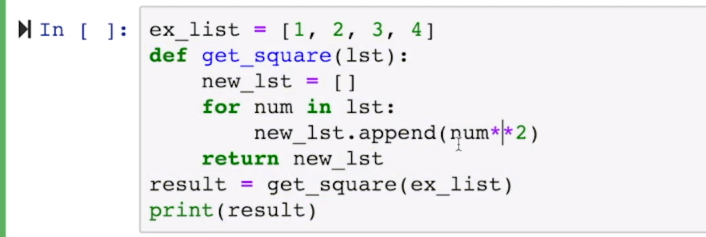 In [ ]: ex_list = [1, 2, 3, 4]
def get_square(lst):
    new_lst = []
    for num in lst:
        new_lst.append(num**2)
    return new_lst
result = get_square(ex_list)
print(result)